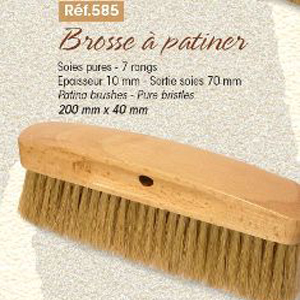 Réf.585
Brosse à patiner
Soies pures - 7 rangs
Epaisseur 10 mm - Sortie soies 70 mm
Patina brushes - Pure bristles
200 mm x 40 mm